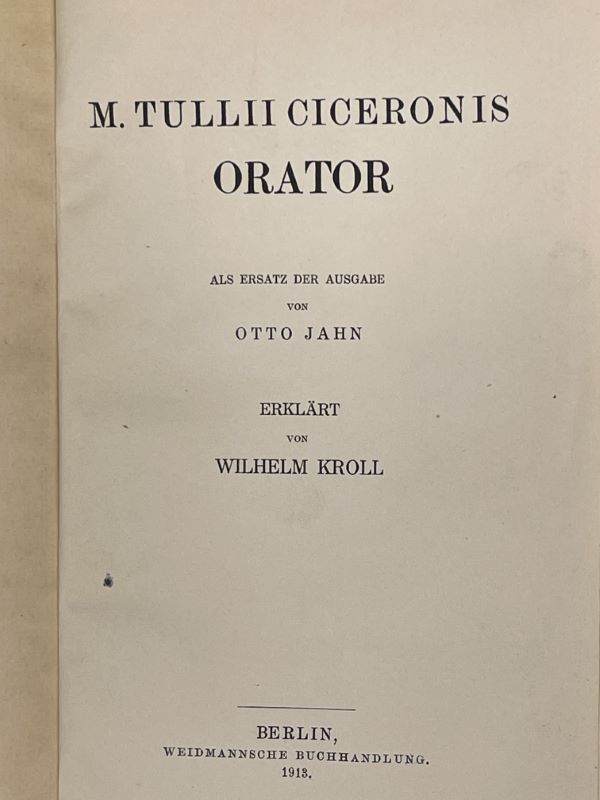 M. TULLII CICERONIS
ORATOR
ALS ERSATZ DER AUSGABE
VON
OTTO JAHN
ERKLÄRT
VON
WILHELM KROLL
BERLIN,
WEIDMANNSCHE BUCHHANDLUNG.
1913.